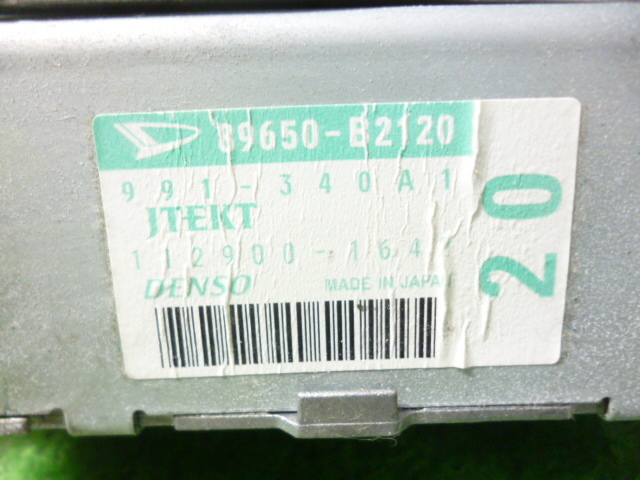 89650-B2120
991-340A1
JTEKT
112900-164
DENSO MADE IN JAPAN
20